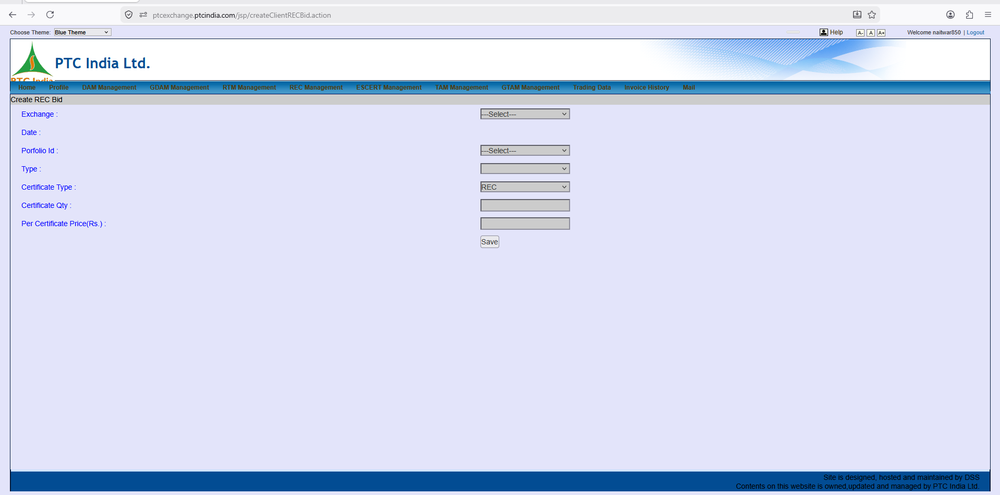 ptcexchange.ptcindia.com/jsp/createClientRECBid.action
Choose Theme: Blue Theme Help A- A A+ Welcome naitwar850 | Logout
PTC India Ltd.
PTC India
Home Profile DAM Management GDAM Management RTM Management REC Management ESCERT Management TAM Management GTAM Management Trading Data Invoice History Mail
Create REC Bid
Exchange : ---Select---
Date :
Porfolio Id : ---Select---
Type :
Certificate Type : REC
Certificate Qty :
Per Certificate Price(Rs.) :
Save
Site is designed, hosted and maintained by DSS
Contents on this website is owned,updated and managed by PTC India Ltd.